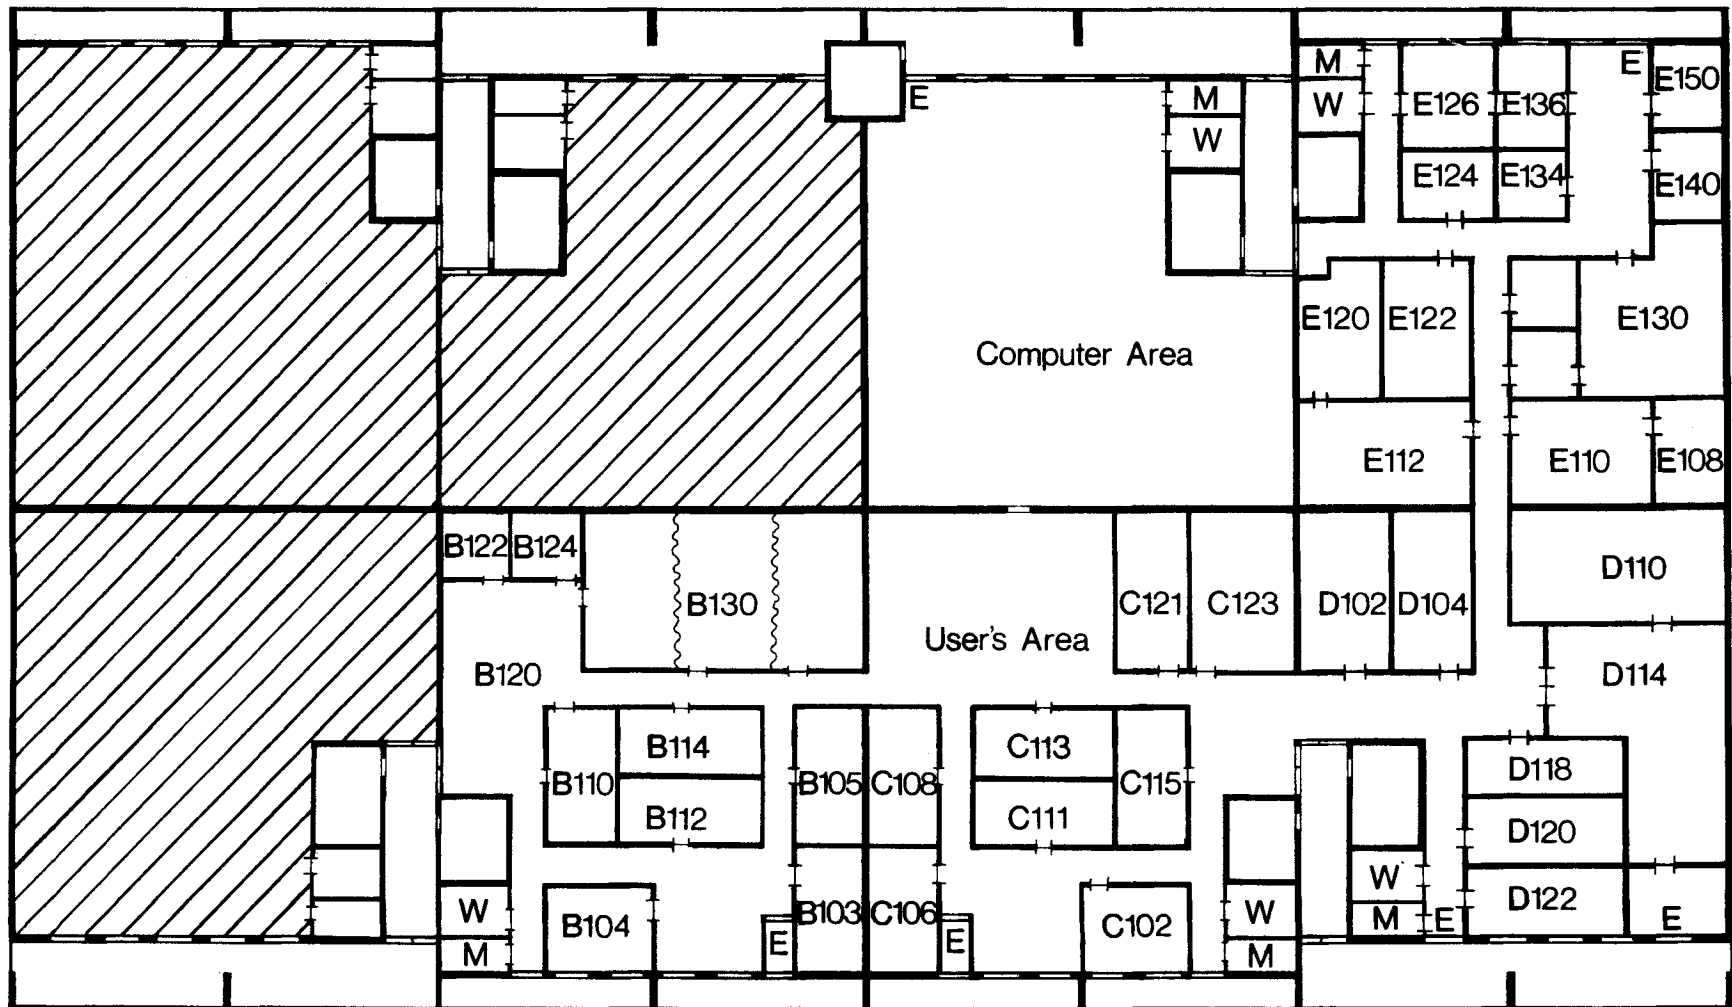 M
E
E150
W
E126
E136
E
M
W
E124
E134
E140
E120
E122
E130
Computer Area
E112
E110
E108
B122
B124
B130
C121
C123
D102
D104
D110
User's Area
B120
D114
B114
C113
B110
B105
C108
C115
D118
B112
C111
D120
W
W
W
B104
B103
C106
C102
D122
M
E
E
M
M
E
E